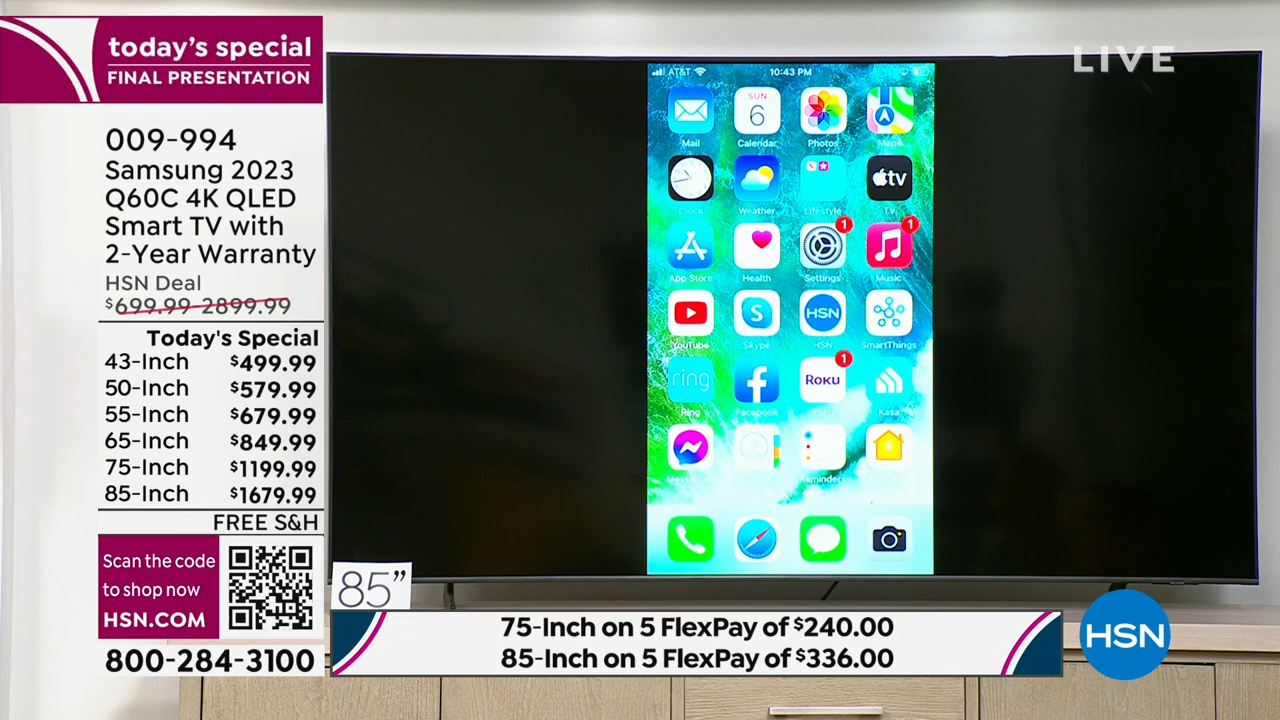 today's special
FINAL PRESENTATION
009-994
Samsung 2023
Q60C 4K QLED
Smart TV with
2-Year Warranty
HSN Deal
$699.99-2899.99
Today's Special
43-Inch $499.99
50-Inch $579.99
55-Inch $679.99
65-Inch $849.99
75-Inch $1199.99
85-Inch $1679.99
FREE S&H
Scan the code
to shop now
HSN.COM
800-284-3100
LIVE
AT&T 10:43 PM
SUN
6
Mail Calendar Photos Maps
tv
Clock Weather Lifestyle TV
1 1
App Store Health Settings Music
S HSN
YouTube Skype HSN SmartThings
ring f Roku 1
Ring Facebook Roku Kasa
Reminders
85”
75-Inch on 5 FlexPay of $240.00
85-Inch on 5 FlexPay of $336.00
HSN